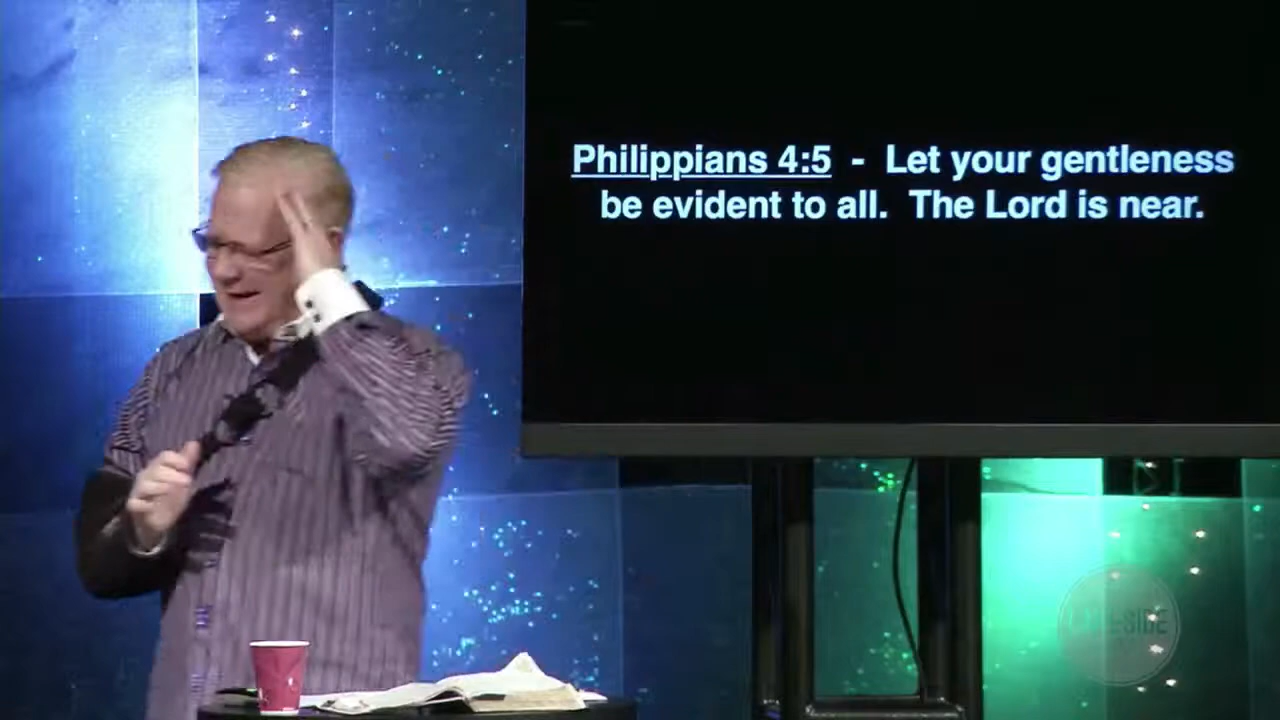 Philippians 4:5 - Let your gentleness
be evident to all. The Lord is near.